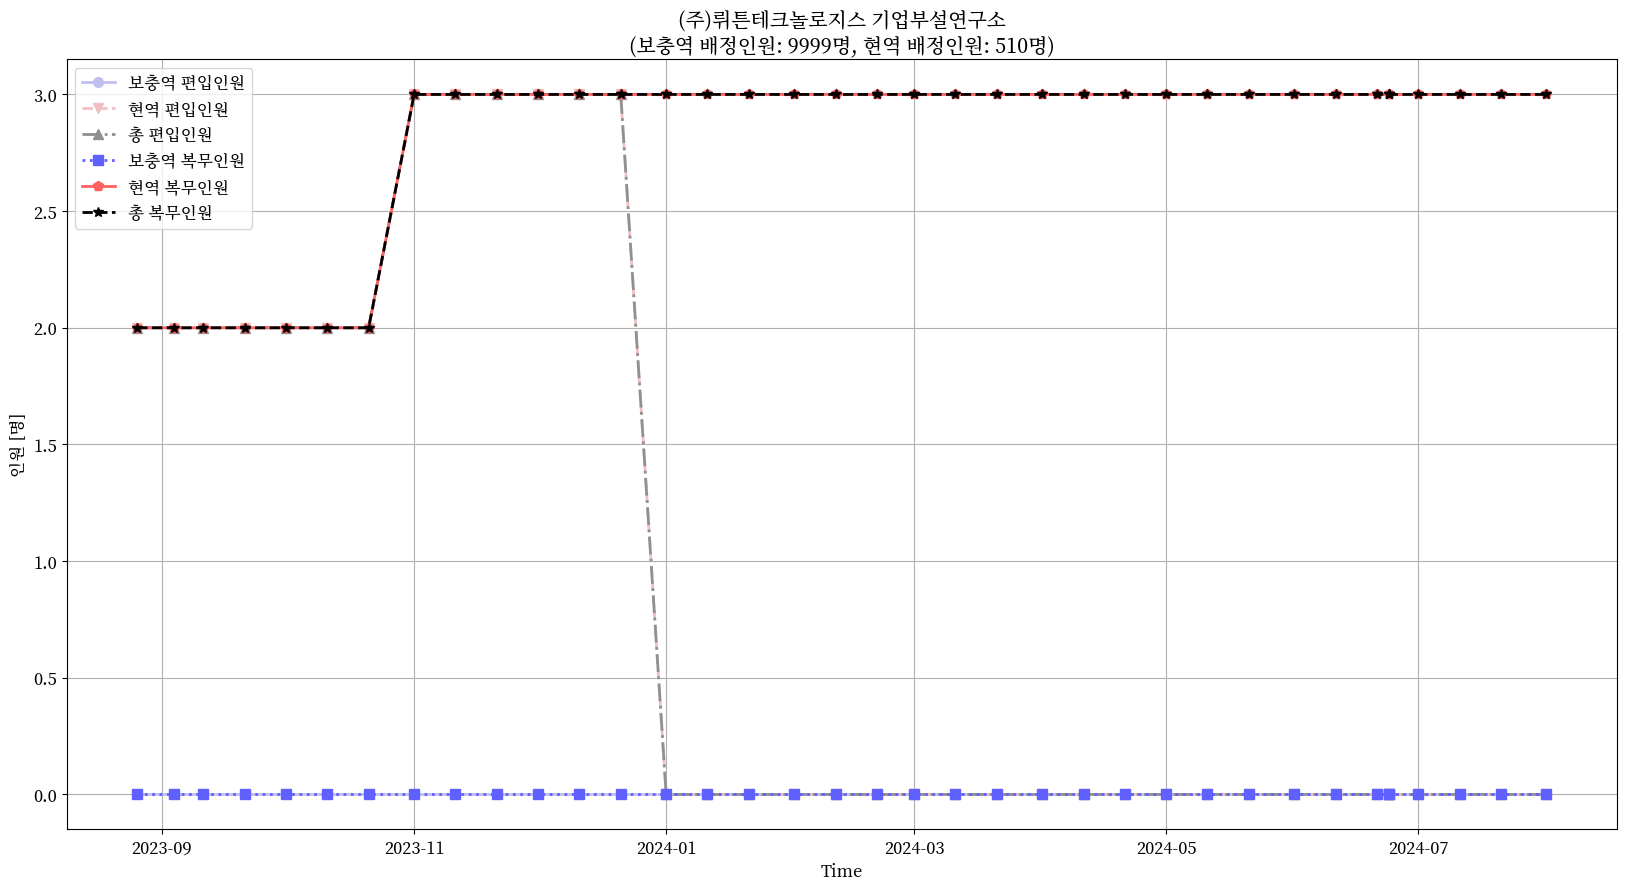 (주)뤼튼테크놀로지스 기업부설연구소
(보충역 배정인원: 9999명, 현역 배정인원: 510명)
보충역 편입인원
현역 편입인원
총 편입인원
보충역 복무인원
현역 복무인원
총 복무인원
3.0
2.5
2.0
1.5
1.0
0.5
0.0
인원 [명]
2023-09
2023-11
2024-01
2024-03
2024-05
2024-07
Time